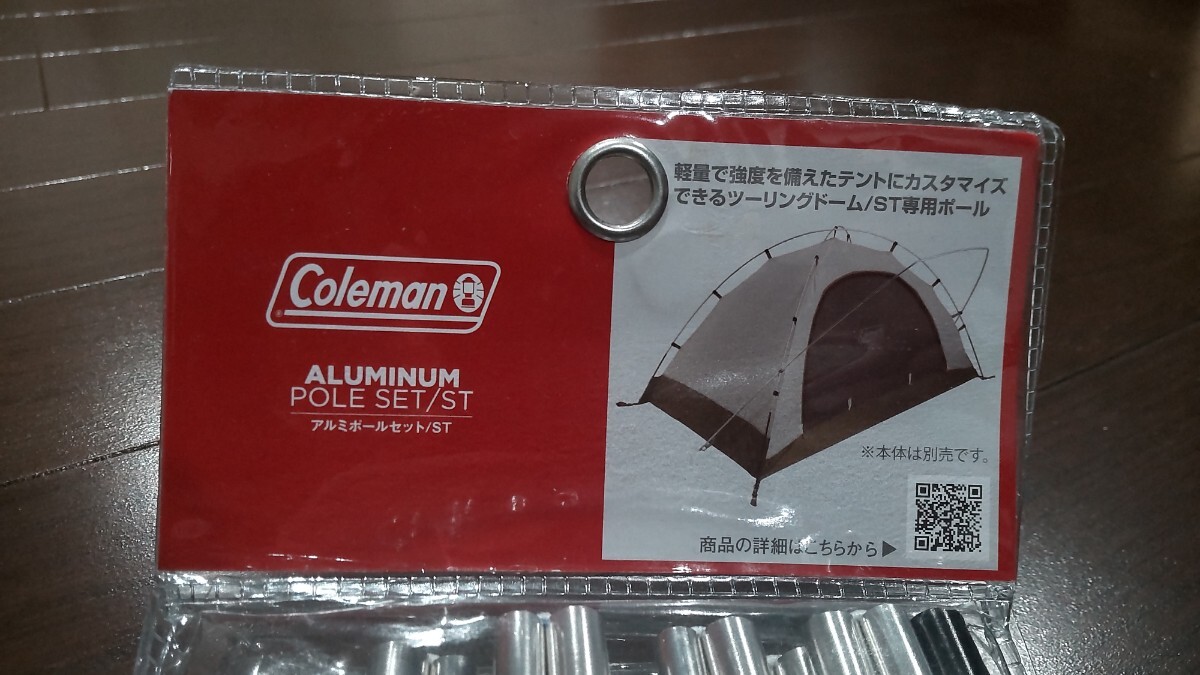 Coleman
ALUMINUM
POLE SET/ST
アルミポールセット/ST
軽量で強度を備えたテントにカスタマイズ
できるツーリングドーム/ST専用ポール
※本体は別売です。
商品の詳細はこちらから▶